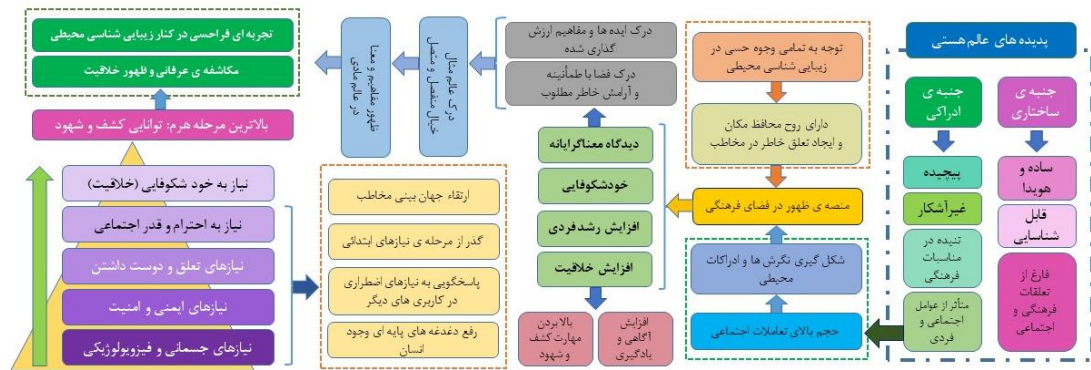 پدیده های عالم هستی
جنبه ی
ساختاری
ساده و
هویدا
قابل
شناسایی
فارغ از
تعلقات
فرهنگی و
اجتماعی
جنبه ی
ادراکی
پیچیده
غیرآشکار
تنیده در
مناسبات
فرهنگی
متأثر از عوامل
اجتماعی و
فردی
توجه به تمامی وجوه حسی در
زیبایی شناسی محیطی
دارای روح محافظ مکان
و ایجاد تعلق خاطر در مخاطب
منصه ی ظهور در فضای فرهنگی
شکل گیری نگرش ها و ادراکات
محیطی
حجم بالای تعاملات اجتماعی
درک ایده ها و مفاهیم ارزش
گذاری شده
درک فضا با طمأنینه
و آرامش خاطر مطلوب
دیدگاه معناگرایانه
خودشکوفایی
افزایش رشدفردی
افزایش خلاقیت
افزایش
آگاهی و
یادگیری
بالا بردن
مهارت کشف
و شهود
درک عالم مثال
خیال منفصل و متصل
ظهور مفاهیم و معنا
در عالم مادی
ارتقاء جهان بینی مخاطب
گذر از مرحله ی نیازهای ابتدائی
پاسخگویی به نیازهای اضطراری
در کاربری های دیگر
رفع دغدغه های پایه ای وجود
انسان
تجربه ای فراحسی در کنار زیبایی شناسی محیطی
مکاشفه ی عرفانی و ظهور خلاقیت
بالاترین مرحله هرم: توانایی کشف و شهود
نیاز به خود شکوفایی (خلاقیت)
نیاز به احترام و قدر اجتماعی
نیازهای تعلق و دوست داشتن
نیازهای ایمنی و امنیت
نیازهای جسمانی و فیزیولوژیکی